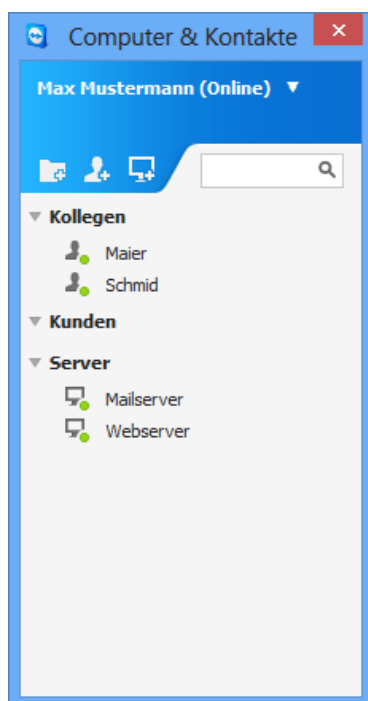 Computer & Kontakte
Max Mustermann (Online)
Kollegen
Maier
Schmid
Kunden
Server
Mailserver
Webserver